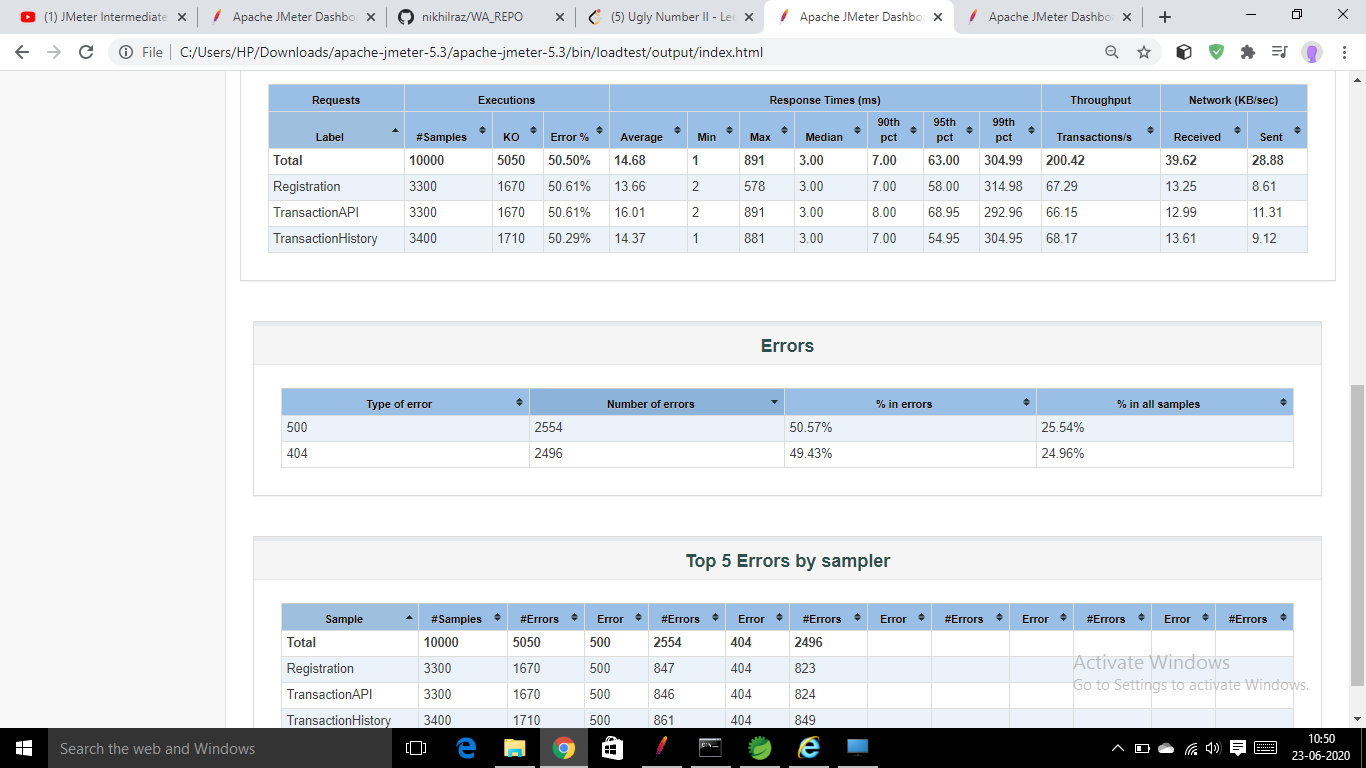 (1) JMeter Intermediate
Apache JMeter Dashbo
nikhilraz/WA_REPO
(5) Ugly Number II - Lee
Apache JMeter Dashbo
Apache JMeter Dashbo
File
C:/Users/HP/Downloads/apache-jmeter-5.3/apache-jmeter-5.3/bin/loadtest/output/index.html
Requests Executions Response Times (ms) Throughput Network (KB/sec)
Label #Samples KO Error % Average Min Max Median 90th pct 95th pct 99th pct Transactions/s Received Sent
Total 10000 5050 50.50% 14.68 1 891 3.00 7.00 63.00 304.99 200.42 39.62 28.88
Registration 3300 1670 50.61% 13.66 2 578 3.00 7.00 58.00 314.98 67.29 13.25 8.61
TransactionAPI 3300 1670 50.61% 16.01 2 891 3.00 8.00 68.95 292.96 66.15 12.99 11.31
TransactionHistory 3400 1710 50.29% 14.37 1 881 3.00 7.00 54.95 304.95 68.17 13.61 9.12
Errors
Type of error Number of errors % in errors % in all samples
500 2554 50.57% 25.54%
404 2496 49.43% 24.96%
Top 5 Errors by sampler
Sample #Samples #Errors Error #Errors Error #Errors Error #Errors Error #Errors Error #Errors
Total 10000 5050 500 2554 404 2496
Registration 3300 1670 500 847 404 823
TransactionAPI 3300 1670 500 846 404 824
TransactionHistory 3400 1710 500 861 404 849
Activate Windows
Go to Settings to activate Windows.
Search the web and Windows
10:50
23-06-2020